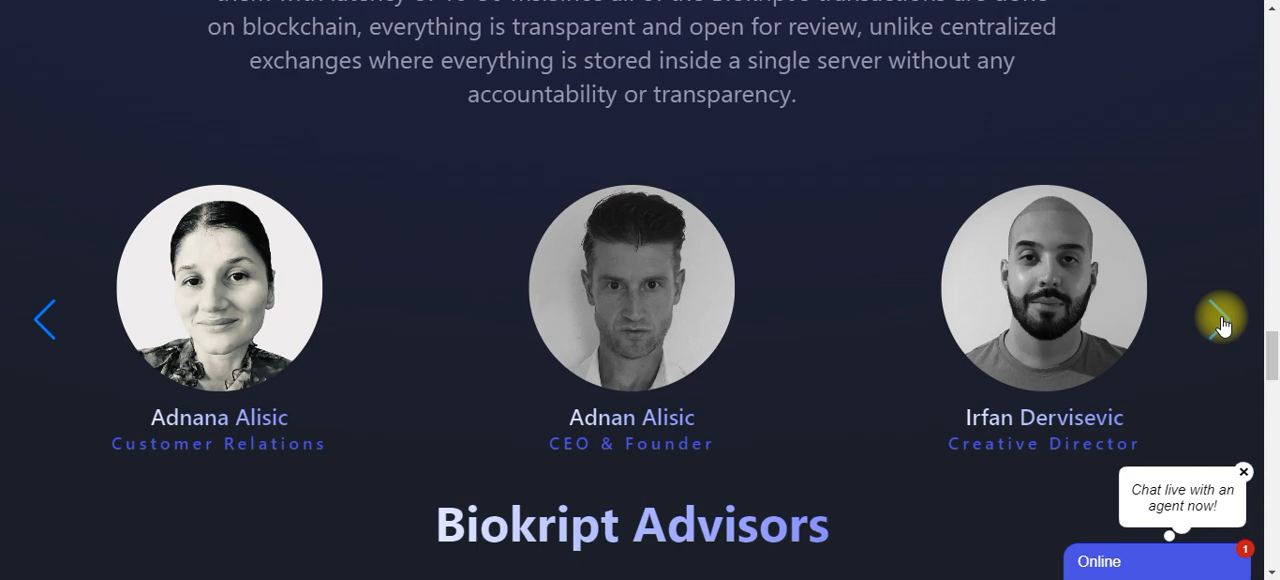 on blockchain, everything is transparent and open for review, unlike centralized
exchanges where everything is stored inside a single server without any
accountability or transparency.
Adnana Alisic
Customer Relations
Adnan Alisic
CEO & Founder
Irfan Dervisevic
Creative Director
Biokript Advisors
Chat live with an
agent now!
Online
1